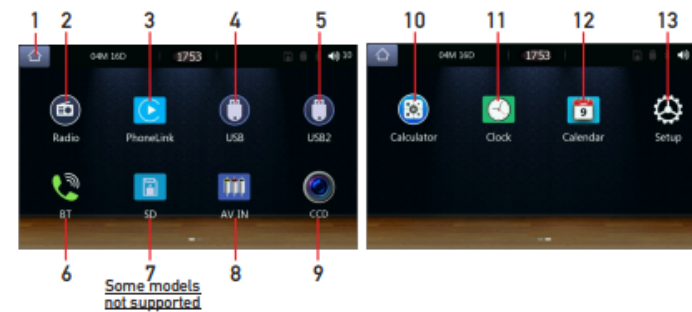 1 2 3 4 5 10 11 12 13
04M 16D 1753 10 04M 16D 1753
Radio PhoneLink USB USB2 Calculator Clock 9 Calendar Setup
BT SD AV IN CCD
6 7 8 9
Some models
not supported